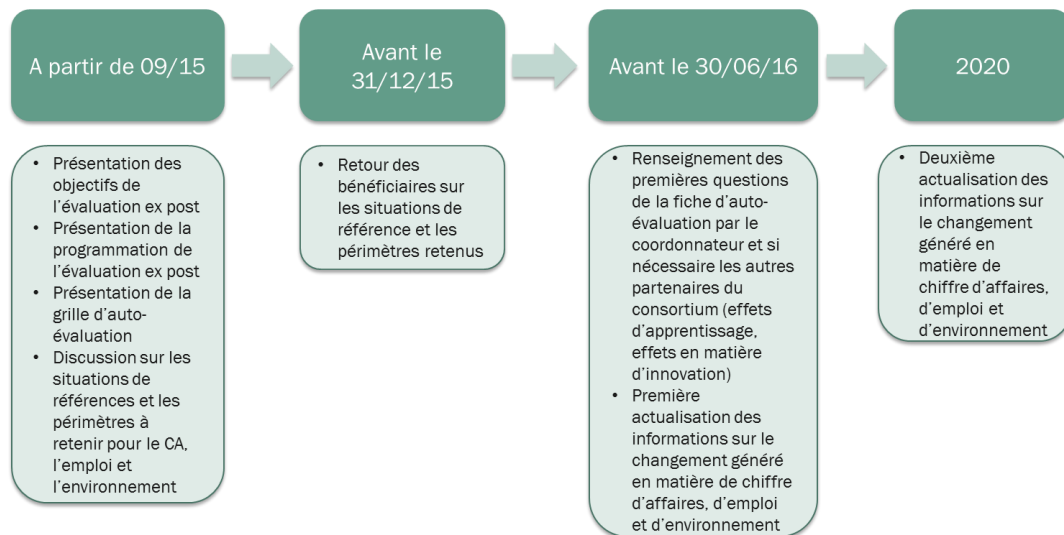 A partir de 09/15
Avant le
31/12/15
Avant le 30/06/16
2020
• Présentation des
objectifs de
l'évaluation ex post
• Présentation de la
programmation de
l'évaluation ex post
• Présentation de la
grille d'auto-
évaluation
• Discussion sur les
situations de
références et les
périmètres à
retenir pour le CA,
l'emploi et
l'environnement
• Retour des
bénéficiaires sur
les situations de
référence et les
périmètres retenus
• Renseignement des
premières questions
de la fiche d'auto-
évaluation par le
coordonnateur et si
nécessaire les autres
partenaires du
consortium (effets
d'apprentissage,
effets en matière
d'innovation)
• Première
actualisation des
informations sur le
changement généré
en matière de chiffre
d'affaires, d'emploi
et d'environnement
• Deuxième
actualisation des
informations sur
le changement
généré en
matière de
chiffre d'affaires,
d'emploi et
d'environnement